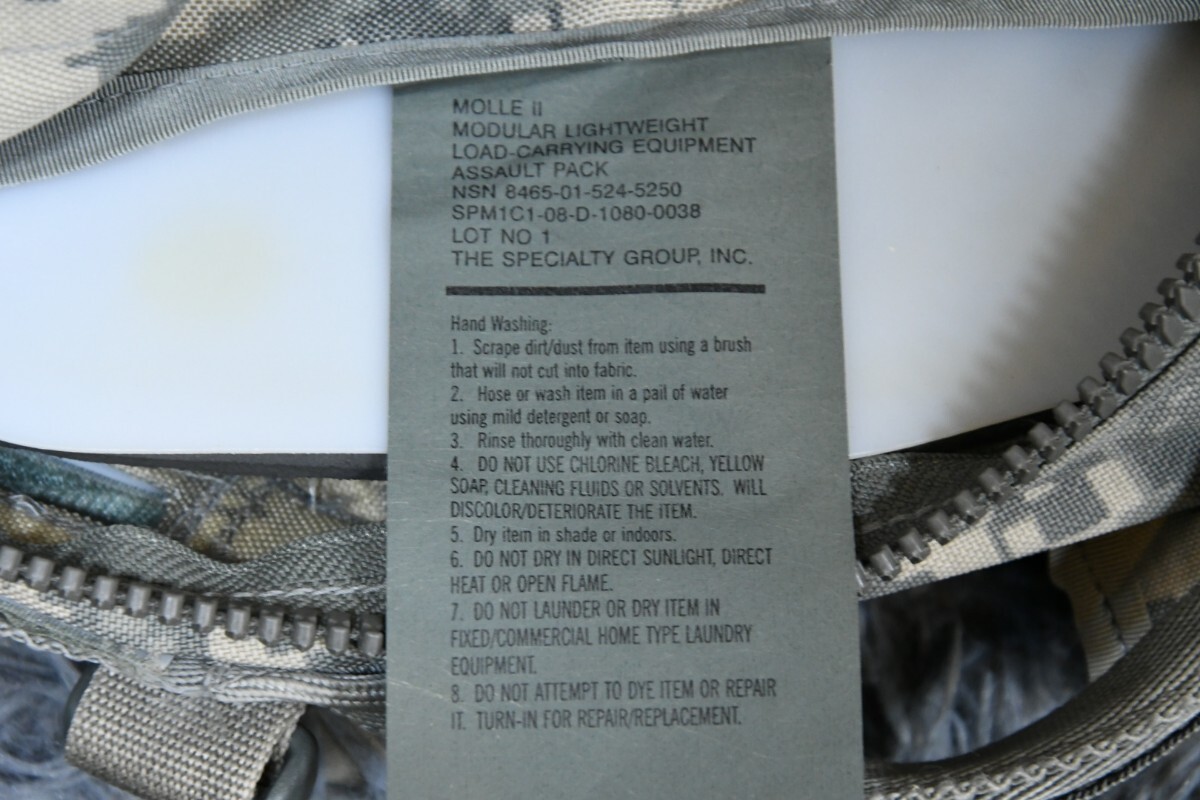 MOLLE II
MODULAR LIGHTWEIGHT
LOAD-CARRYING EQUIPMENT
ASSAULT PACK
NSN 8465-01-524-5250
SPM1C1-08-D-1080-0038
LOT NO 1
THE SPECIALTY GROUP, INC.
Hand Washing:
1. Scrape dirt/dust from item using a brush
that will not cut into fabric.
2. Hose or wash item in a pail of water
using mild detergent or soap.
3. Rinse thoroughly with clean water.
4. DO NOT USE CHLORINE BLEACH, YELLOW
SOAP, CLEANING FLUIDS OR SOLVENTS. WILL
DISCOLOR/DETERIORATE THE ITEM.
5. Dry item in shade or indoors.
6. DO NOT DRY IN DIRECT SUNLIGHT, DIRECT
HEAT OR OPEN FLAME.
7. DO NOT LAUNDER OR DRY ITEM IN
FIXED/COMMERCIAL HOME TYPE LAUNDRY
EQUIPMENT.
8. DO NOT ATTEMPT TO DYE ITEM OR REPAIR
IT. TURN-IN FOR REPAIR/REPLACEMENT.